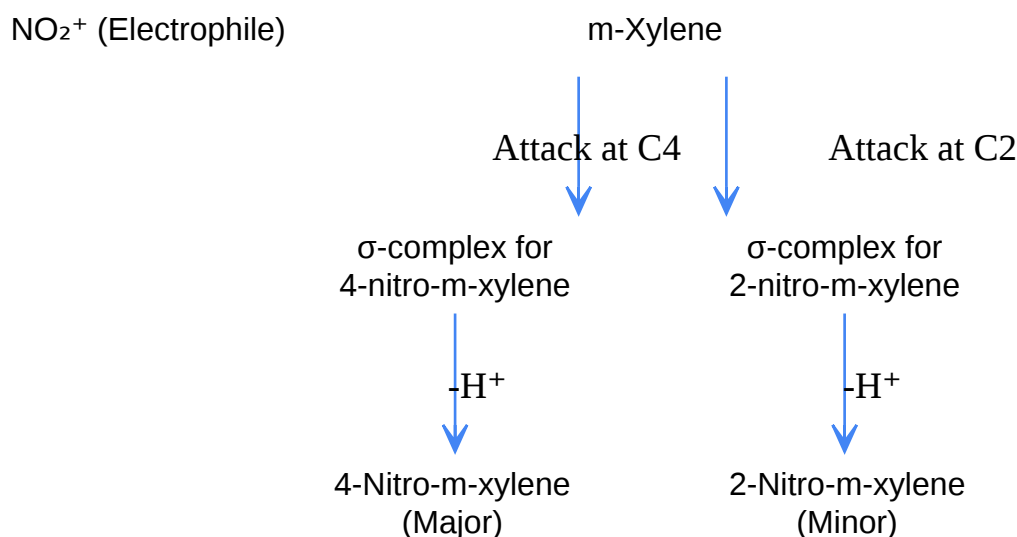 NO₂⁺ (Electrophile)
m-Xylene
Attack at C4
Attack at C2
σ-complex for
4-nitro-m-xylene
σ-complex for
2-nitro-m-xylene
-H⁺
-H⁺
4-Nitro-m-xylene
(Major)
2-Nitro-m-xylene
(Minor)